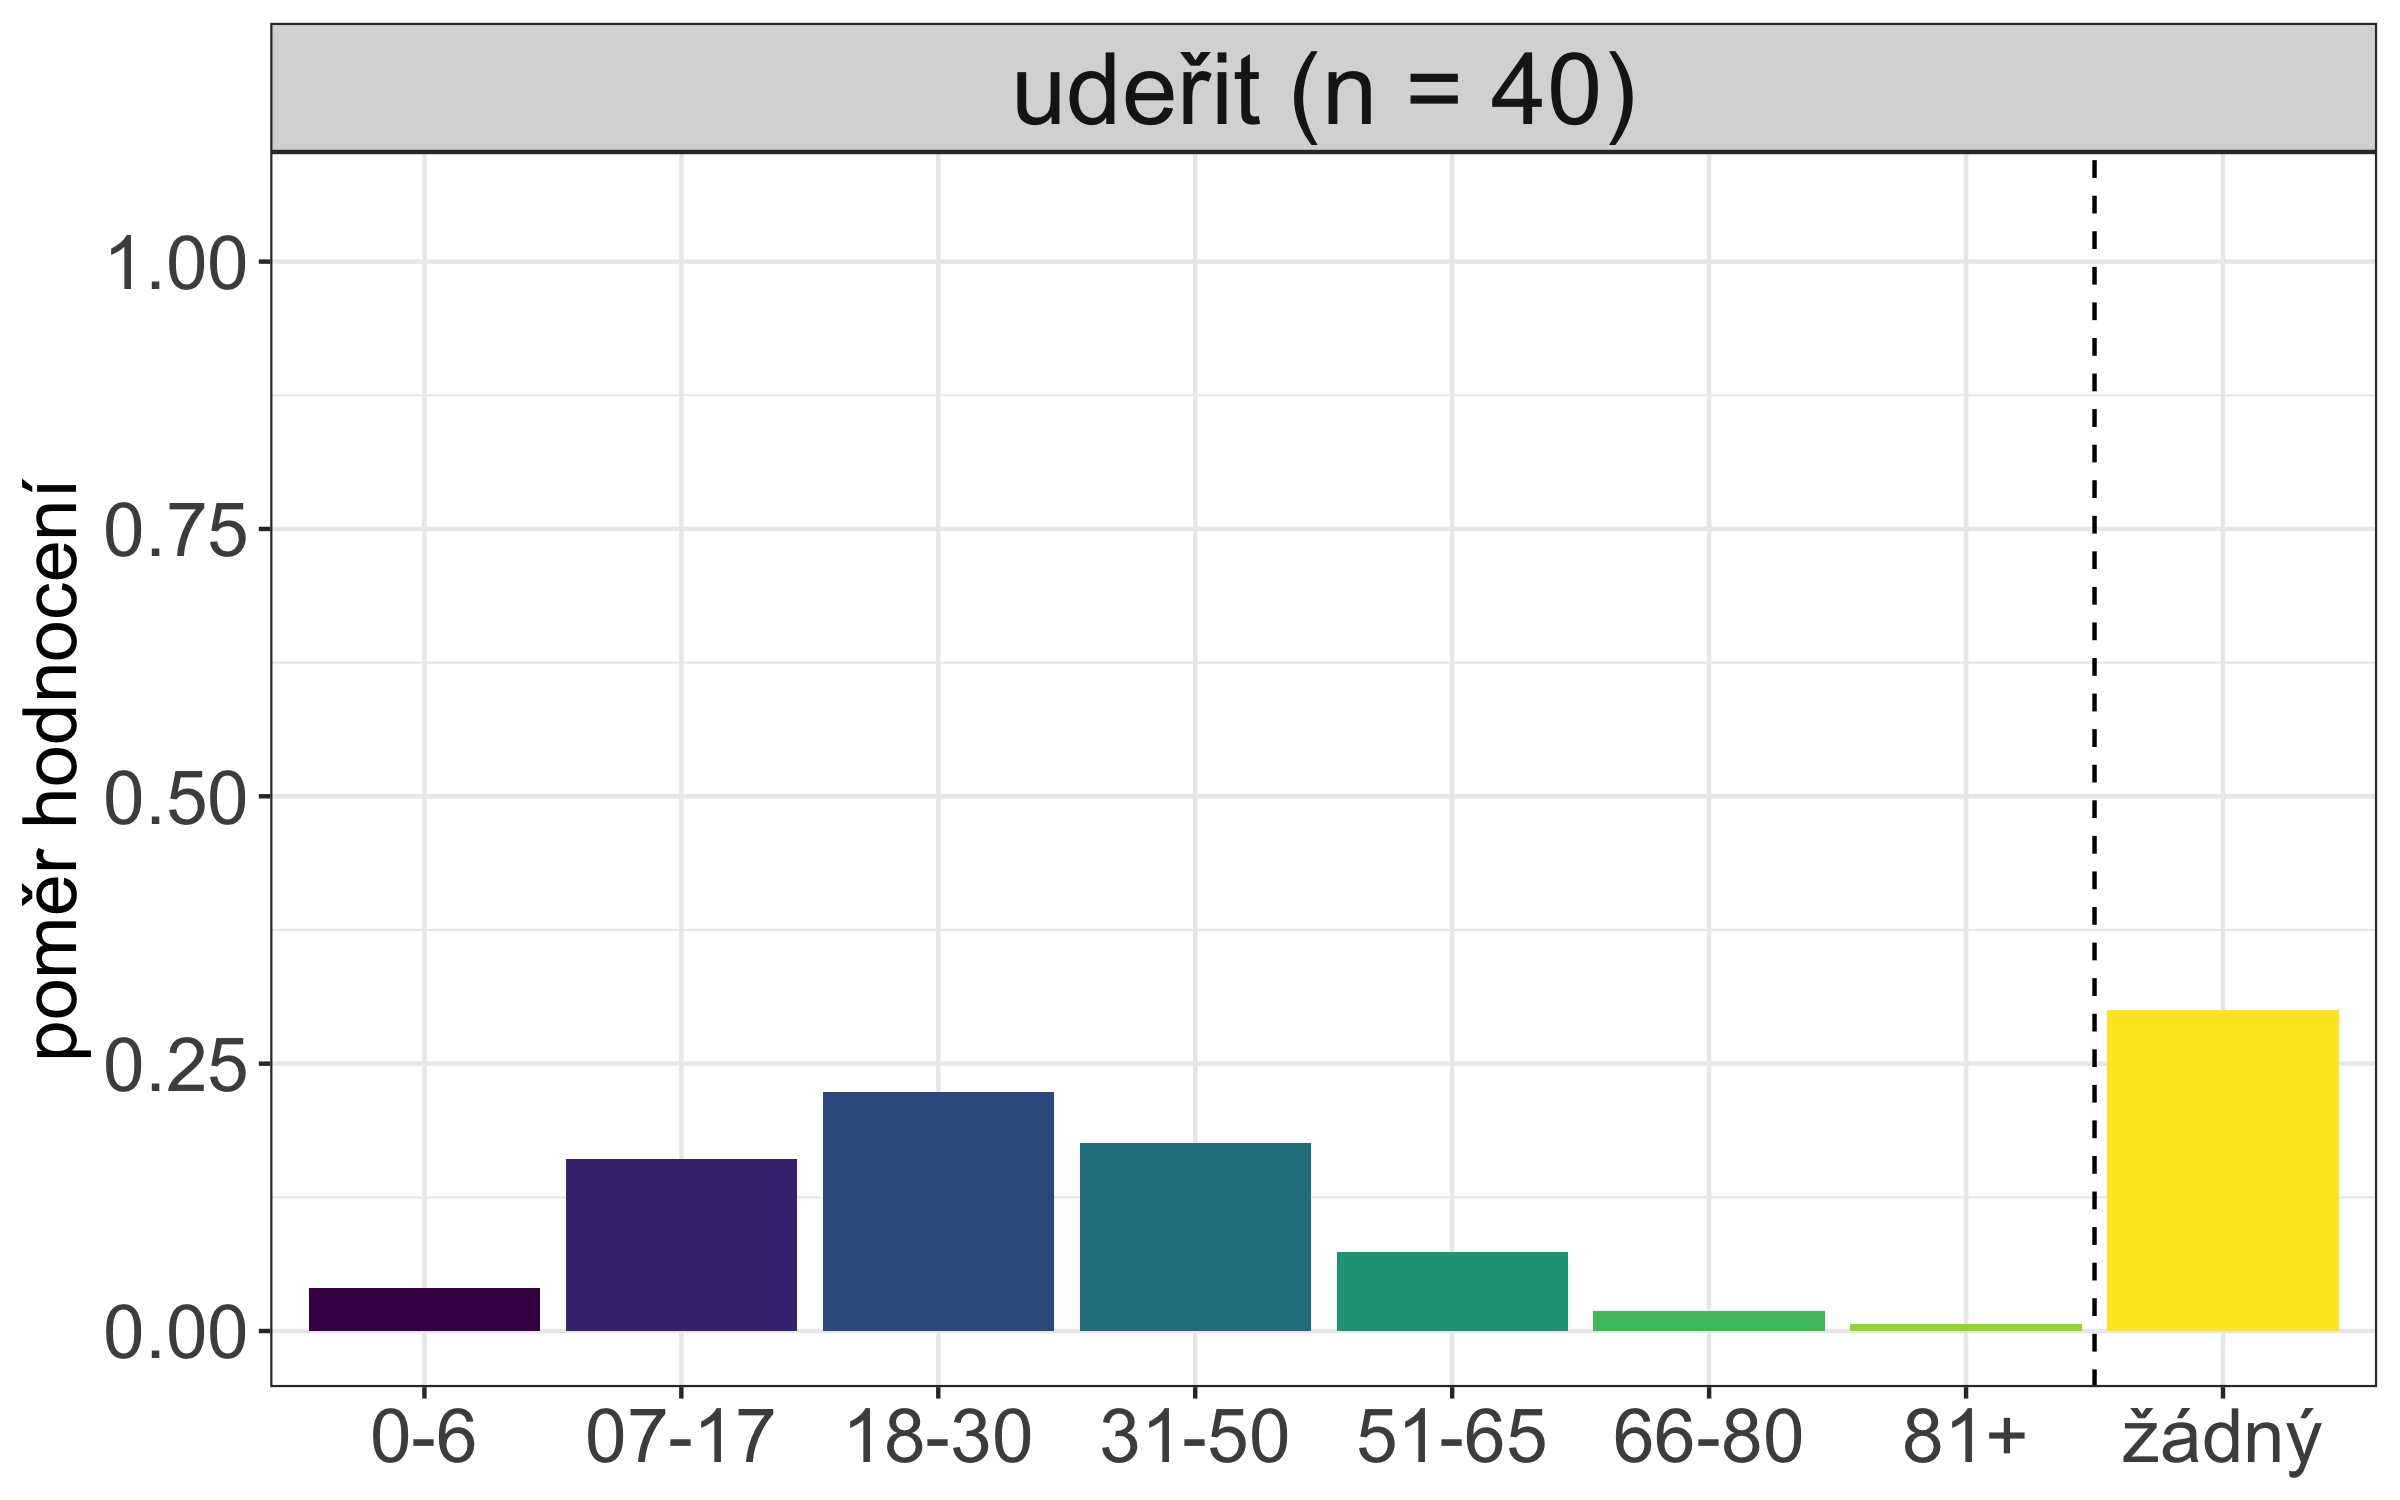 udeřit (n = 40)
poměr hodnocení
1.00
0.75
0.50
0.25
0.00
0-6 07-17 18-30 31-50 51-65 66-80 81+ žádný